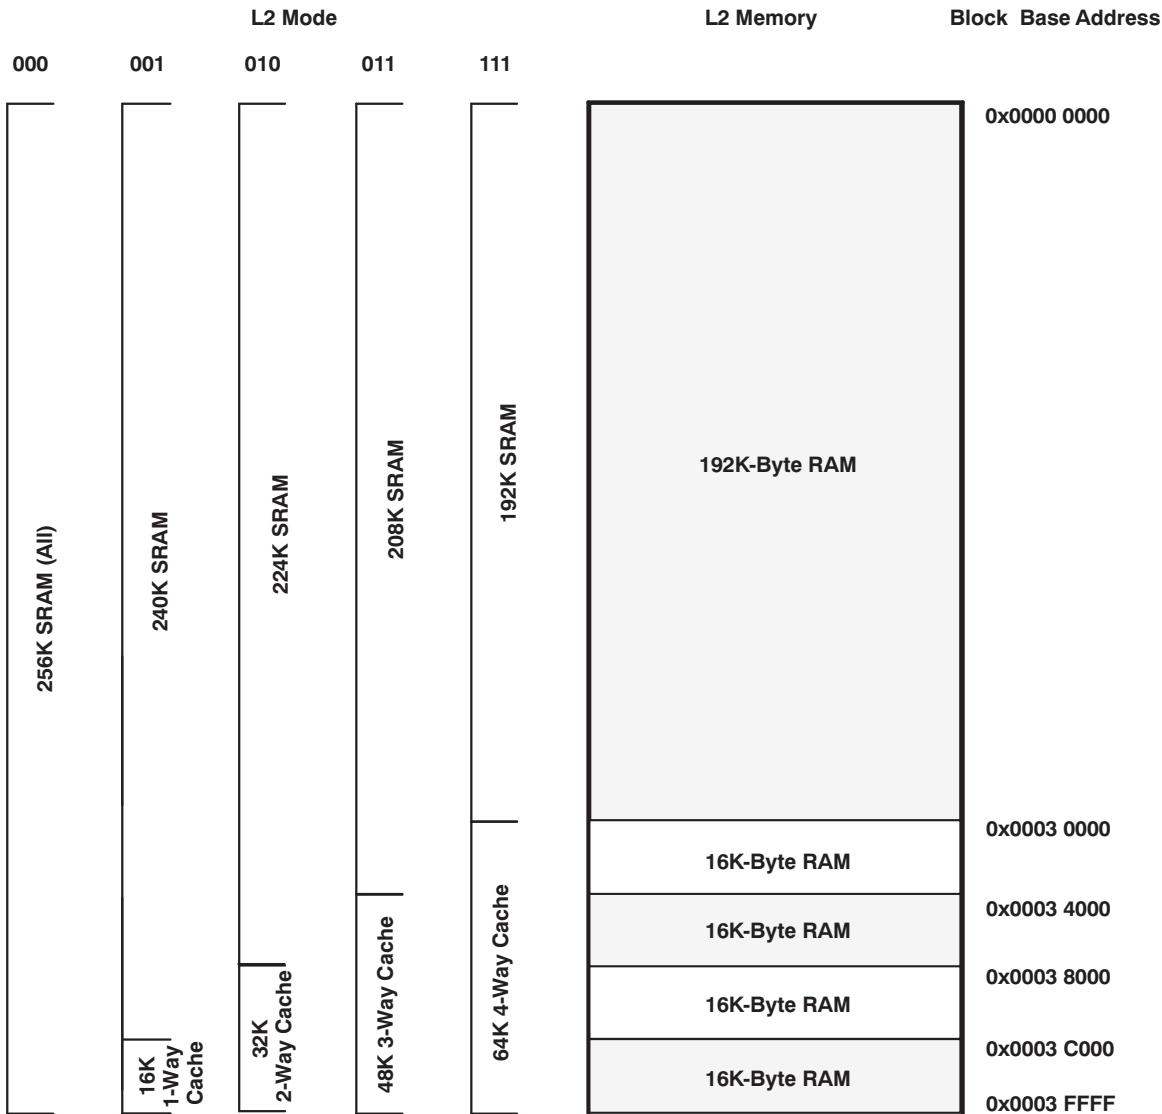 L2 Mode
L2 Memory
Block Base Address
000
001
010
011
111
0x0000 0000
256K SRAM (All)
240K SRAM
224K SRAM
208K SRAM
192K SRAM
192K-Byte RAM
0x0003 0000
16K-Byte RAM
0x0003 4000
16K-Byte RAM
0x0003 8000
16K-Byte RAM
0x0003 C000
16K-Byte RAM
0x0003 FFFF
16K
1-Way
Cache
32K
2-Way Cache
48K 3-Way Cache
64K 4-Way Cache